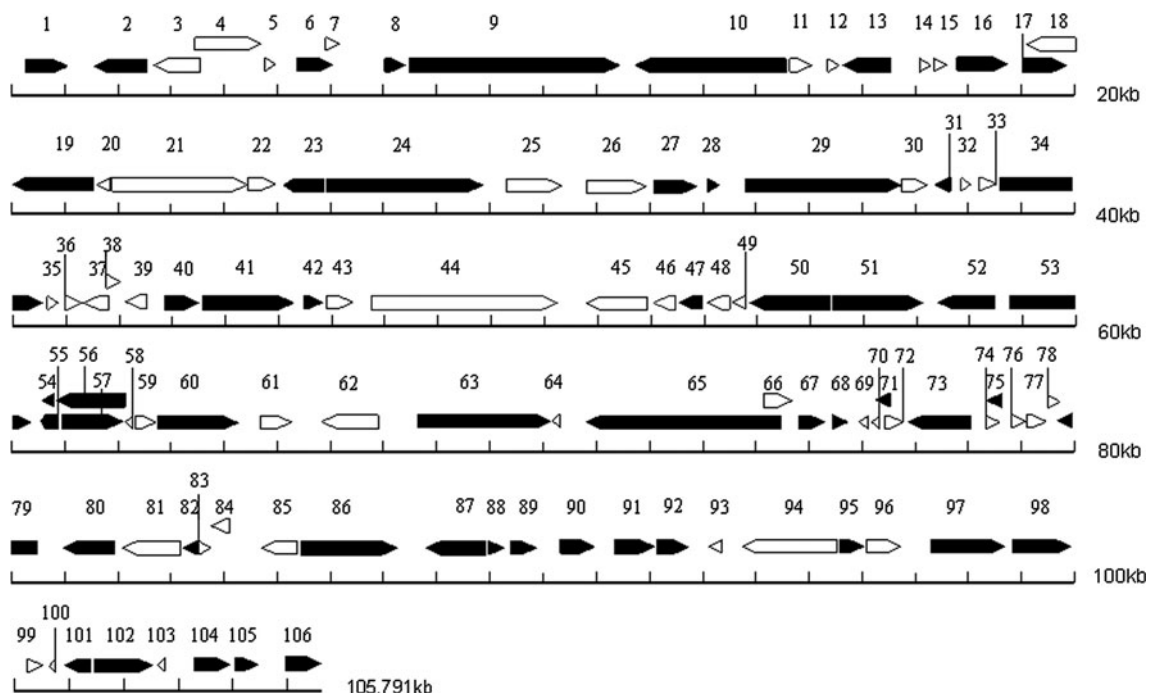 1 2 3 4 5 6 7 8 9 10 11 12 13 14 15 16 17 18
20kb
19 20 21 22 23 24 25 26 27 28 29 30 31 32 33 34
40kb
35 36 37 38 39 40 41 42 43 44 45 46 47 48 49 50 51 52 53
60kb
54 55 56 57 58 59 60 61 62 63 64 65 66 67 68 69 70 71 72 73 74 75 76 77 78
80kb
79 80 81 82 83 84 85 86 87 88 89 90 91 92 93 94 95 96 97 98
100kb
99 100 101 102 103 104 105 106
105.791kb